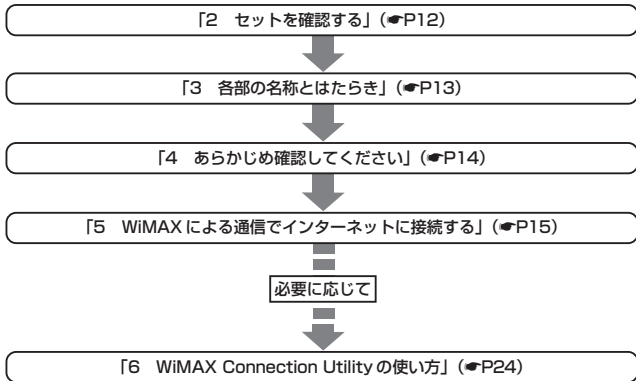 「2　セットを確認する」(☛P12)
「3　各部の名称とはたらき」(☛P13)
「4　あらかじめ確認してください」(☛P14)
「5　WiMAXによる通信でインターネットに接続する」(☛P15)
必要に応じて
「6　WiMAX Connection Utilityの使い方」(☛P24)